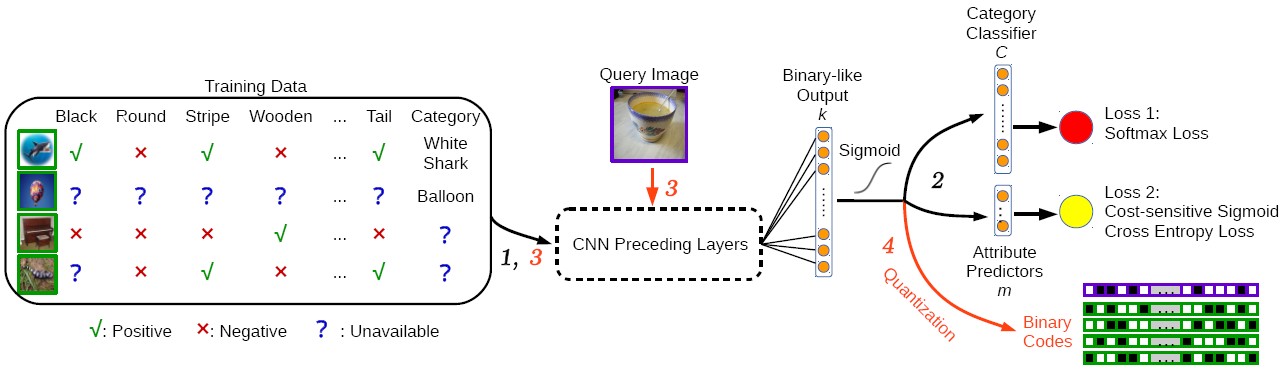 Training Data
Black Round Stripe Wooden ... Tail Category
√ × √ × ... √ White Shark
? ? ? ? ... ? Balloon
× × × √ ... × ?
? × √ × ... √ ?
√: Positive ×: Negative ? : Unavailable
1, 3
Query Image
3
CNN Preceding Layers
Binary-like
Output
k
Sigmoid
2
4
Quantization
Category
Classifier
C
Loss 1:
Softmax Loss
Loss 2:
Cost-sensitive Sigmoid
Cross Entropy Loss
Attribute
Predictors
m
Binary
Codes